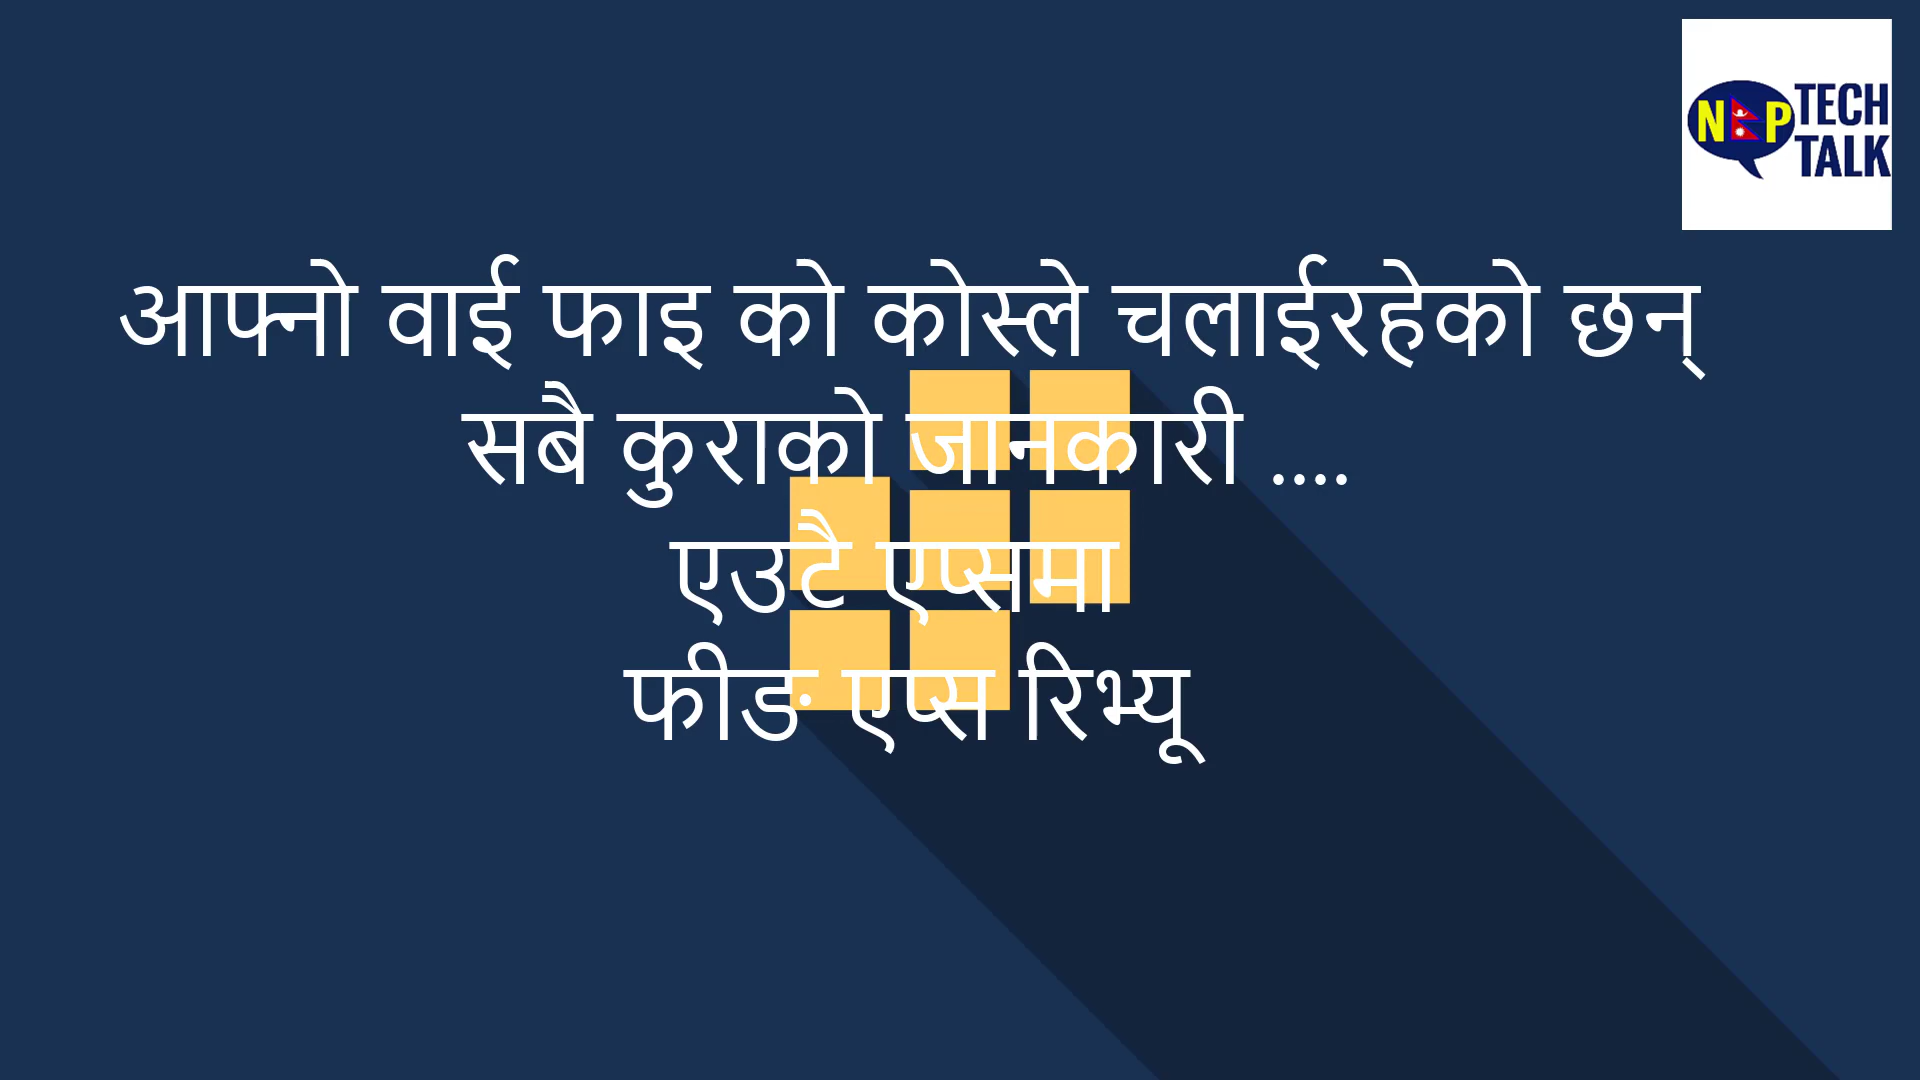 NEP TECH
TALK
आफ्नो वाई फाइ को कोस्ले चलाईरहेको छन्
सबै कुराको जानकारी ....
एउटै एप्समा
फीङ एप्स रिभ्यू